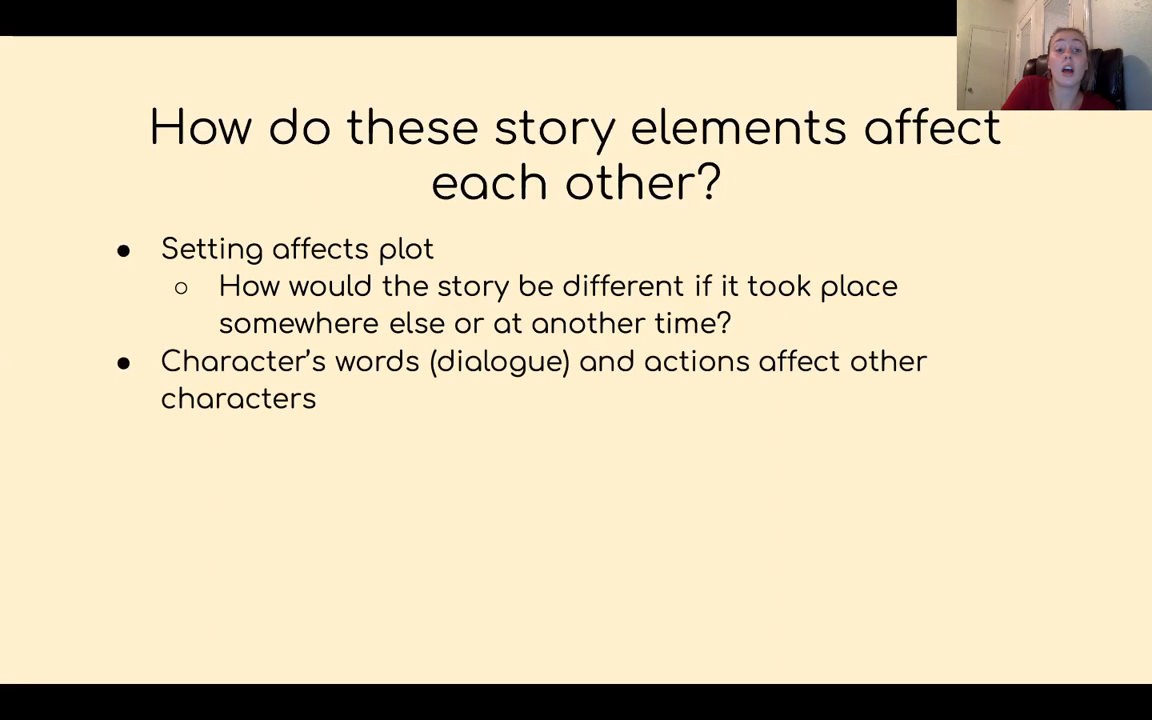 How do these story elements affect
each other?
● Setting affects plot
○ How would the story be different if it took place
somewhere else or at another time?
● Character’s words (dialogue) and actions affect other
characters